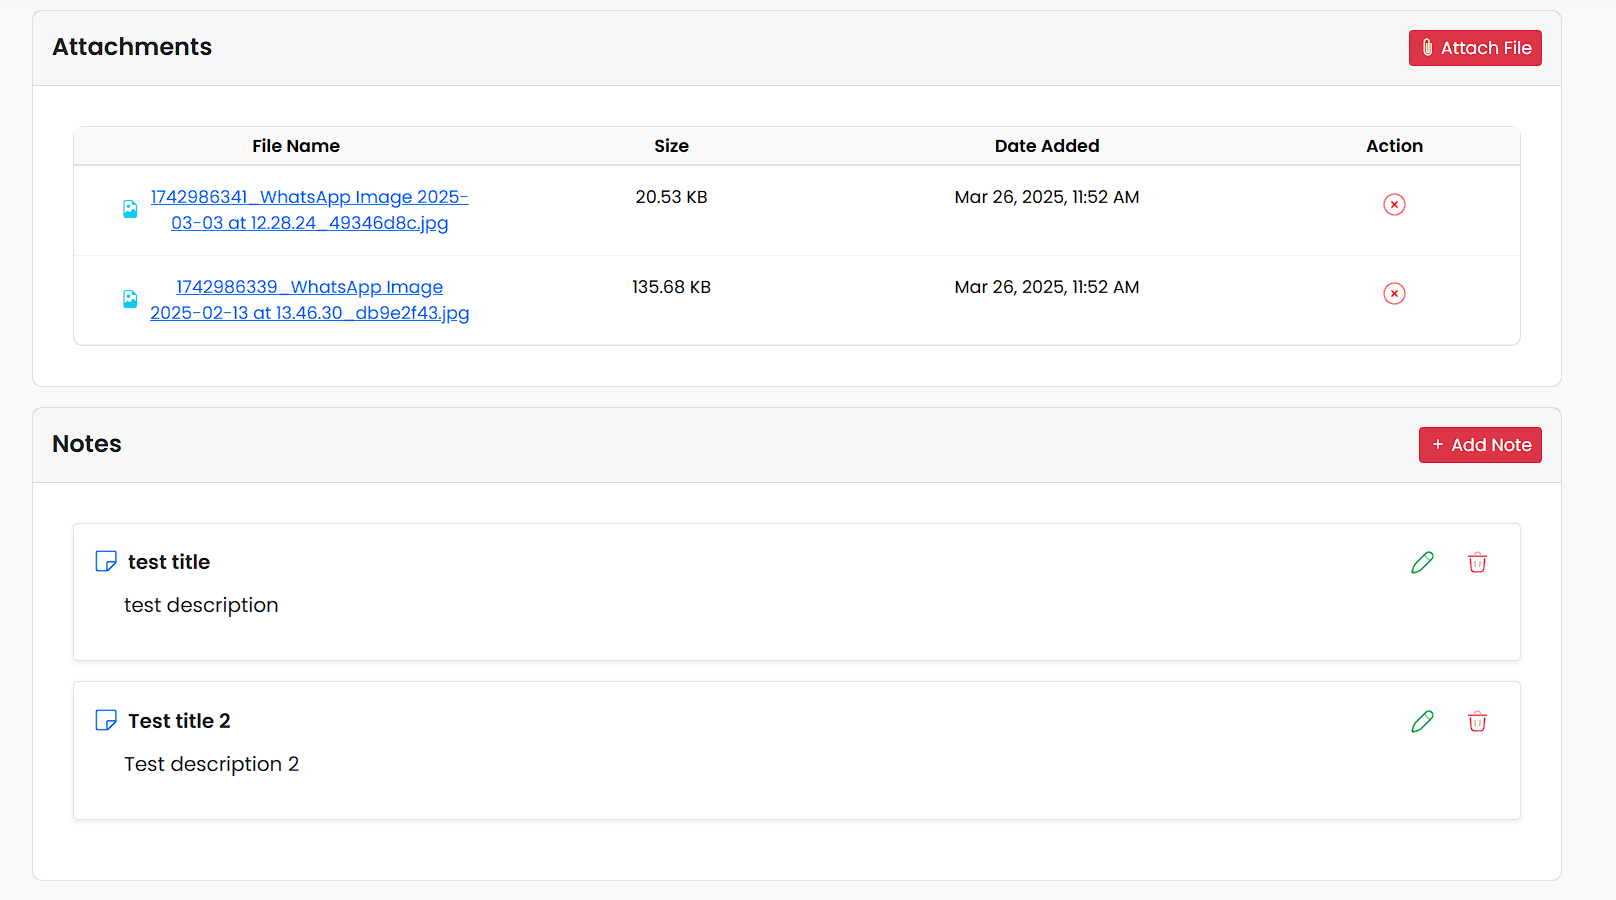 Attachments
Attach File
File Name Size Date Added Action
1742986341_WhatsApp Image 2025-
03-03 at 12.28.24_49346d8c.jpg
20.53 KB Mar 26, 2025, 11:52 AM
1742986339_WhatsApp Image
2025-02-13 at 13.46.30_db9e2f43.jpg
135.68 KB Mar 26, 2025, 11:52 AM
Notes
+ Add Note
test title
test description
Test title 2
Test description 2